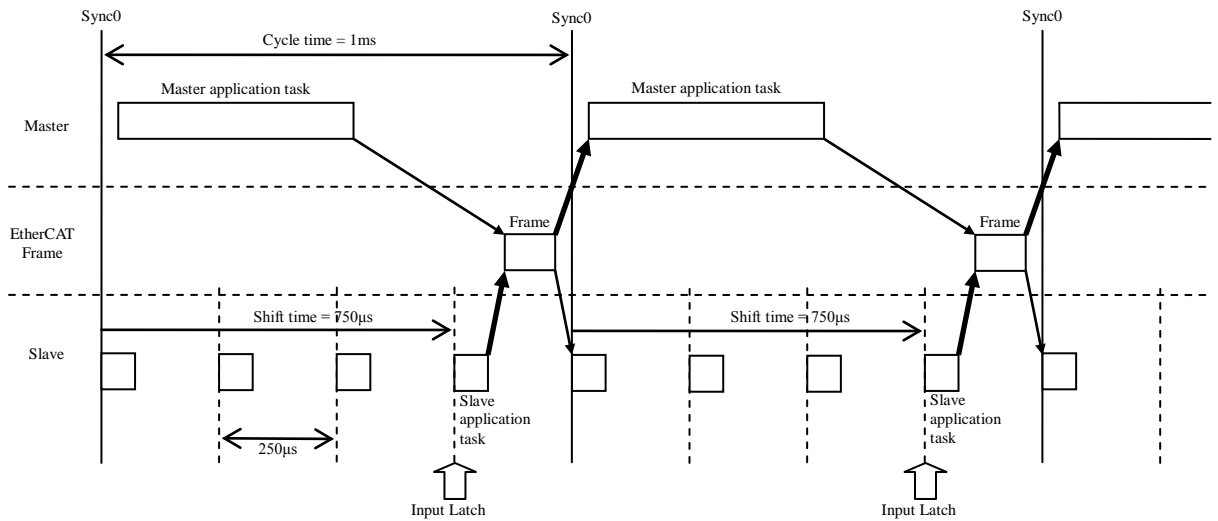 Sync0
Sync0
Sync0
Cycle time = 1ms
Master application task
Master application task
Master
Frame
Frame
EtherCAT
Frame
Shift time = 750μs
Shift time = 750μs
Slave
Slave
application
task
Slave
application
task
250μs
Input Latch
Input Latch